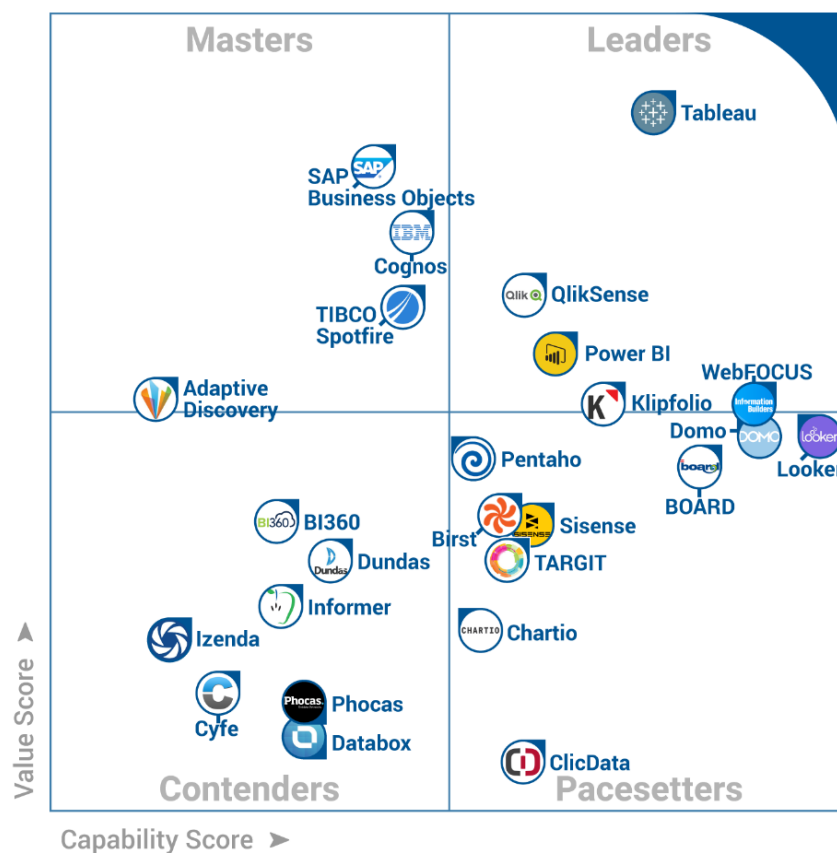 Masters
Leaders
Tableau
SAP
SAP
Business Objects
IBM
Cognos
Qlik
QlikSense
TIBCO
Spotfire
Power BI
WebFOCUS
Adaptive
Discovery
K
Klipfolio
Information
Builders
Domo
DOMO
looker
Looker
Pentaho
board
BOARD
BI360
BI360
Birst
SISENSE
Sisense
Dundas
Dundas
TARGIT
Informer
Izenda
CHARTIO
Chartio
Cyfe
Phocas
Phocas
Databox
ClicData
Contenders
Pacesetters
Value Score
Capability Score